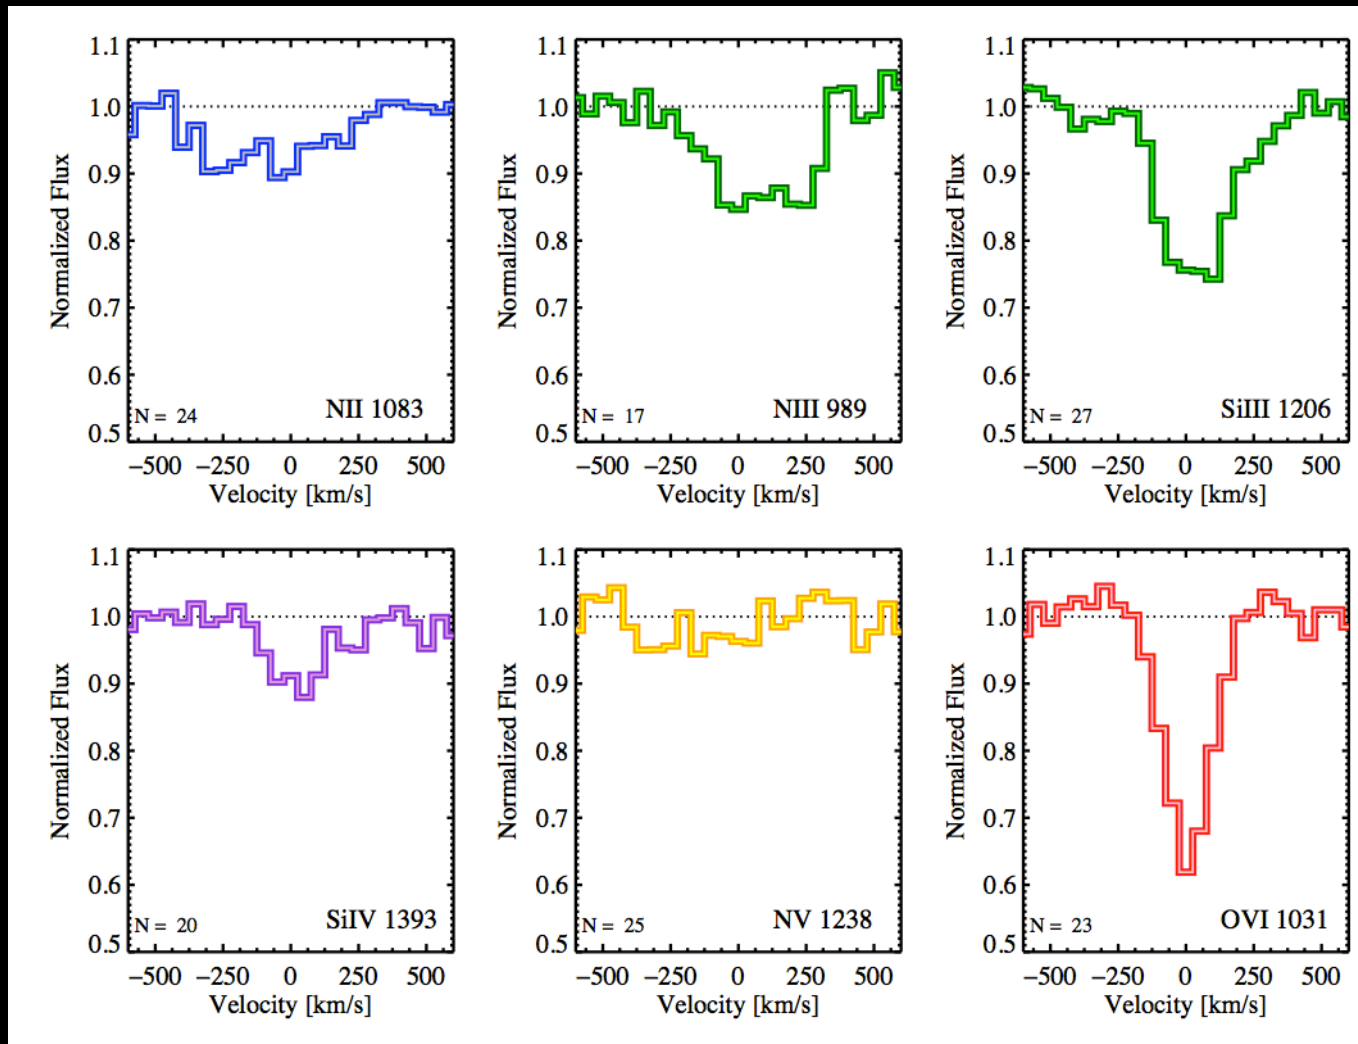 1.1
1.0
0.9
0.8
0.7
0.6
0.5
Normalized Flux
N = 24
NII 1083
−500 −250 0 250 500
Velocity [km/s]
1.1
1.0
0.9
0.8
0.7
0.6
0.5
Normalized Flux
N = 17
NIII 989
−500 −250 0 250 500
Velocity [km/s]
1.1
1.0
0.9
0.8
0.7
0.6
0.5
Normalized Flux
N = 27
SiIII 1206
−500 −250 0 250 500
Velocity [km/s]
1.1
1.0
0.9
0.8
0.7
0.6
0.5
Normalized Flux
N = 20
SiIV 1393
−500 −250 0 250 500
Velocity [km/s]
1.1
1.0
0.9
0.8
0.7
0.6
0.5
Normalized Flux
N = 25
NV 1238
−500 −250 0 250 500
Velocity [km/s]
1.1
1.0
0.9
0.8
0.7
0.6
0.5
Normalized Flux
N = 23
OVI 1031
−500 −250 0 250 500
Velocity [km/s]